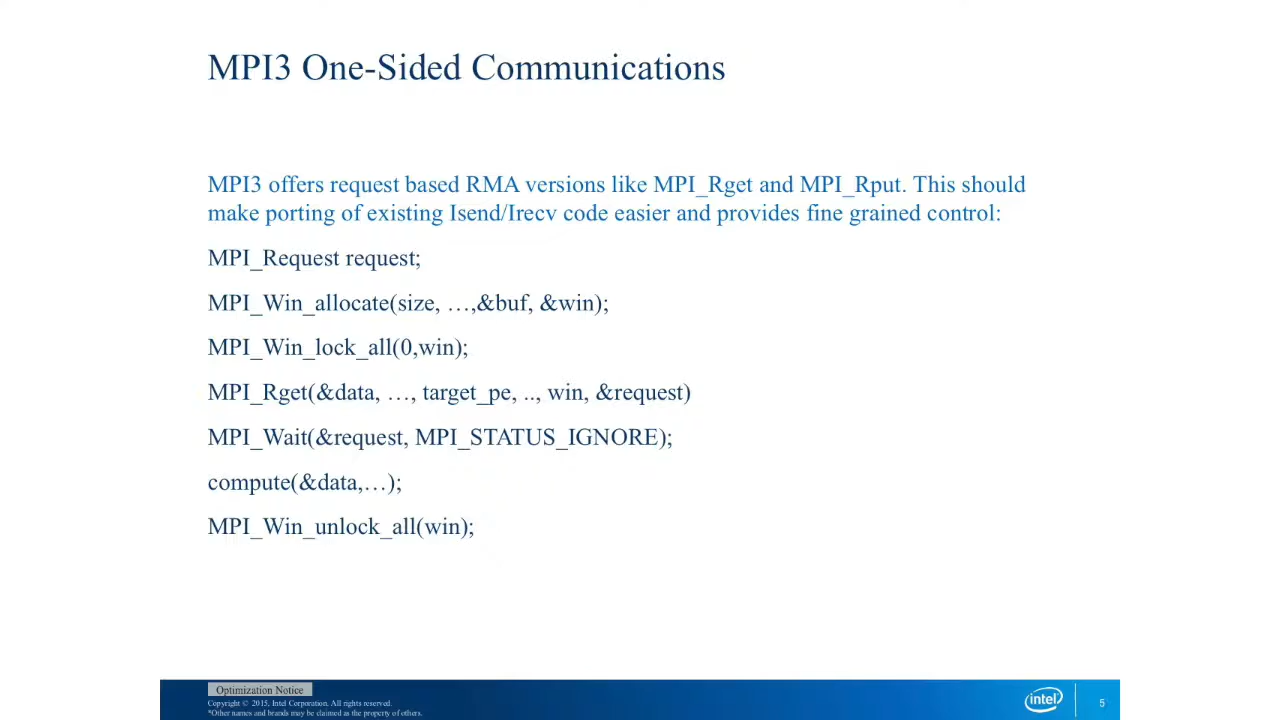 MPI3 One-Sided Communications
MPI3 offers request based RMA versions like MPI_Rget and MPI_Rput. This should
make porting of existing Isend/Irecv code easier and provides fine grained control:
MPI_Request request;
MPI_Win_allocate(size, …,&buf, &win);
MPI_Win_lock_all(0,win);
MPI_Rget(&data, …, target_pe, .., win, &request)
MPI_Wait(&request, MPI_STATUS_IGNORE);
compute(&data,…);
MPI_Win_unlock_all(win);
Optimization Notice
Copyright © 2015, Intel Corporation. All rights reserved.
*Other names and brands may be claimed as the property of others.
intel
5